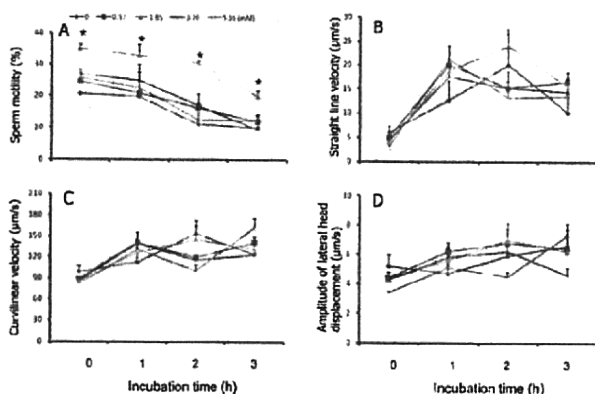 A
0 0.37 1.85 3.70 5.55 (mM)
* * * *
Sperm motility (%)
40
30
20
10
0
B
Straight line velocity (µm/s)
35
30
25
20
15
10
5
0
C
Curvilinear velocity (µm/s)
210
180
150
120
90
60
30
0
0 1 2 3
Incubation time (h)
D
Amplitude of lateral head
displacement (µm/s)
10
8
6
4
2
0
0 1 2 3
Incubation time (h)